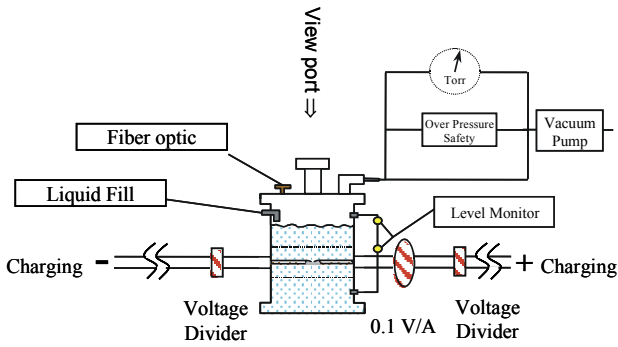 View port ⇒
Torr
Over Pressure
Safety
Vacuum
Pump
Fiber optic
Liquid Fill
Level Monitor
Charging -
+ Charging
Voltage
Divider
0.1 V/A
Voltage
Divider